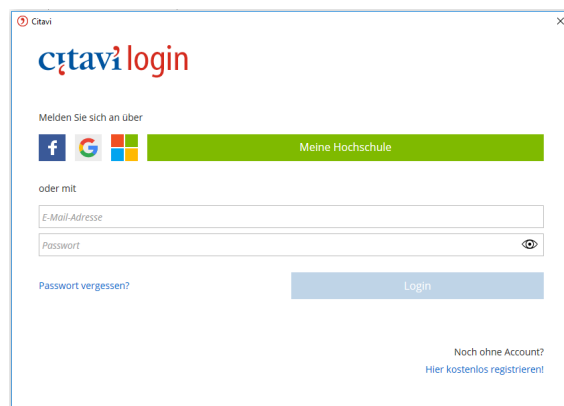 Citavi
citavi login
Melden Sie sich an über
Meine Hochschule
oder mit
E-Mail-Adresse
Passwort
Passwort vergessen?
Login
Noch ohne Account?
Hier kostenlos registrieren!